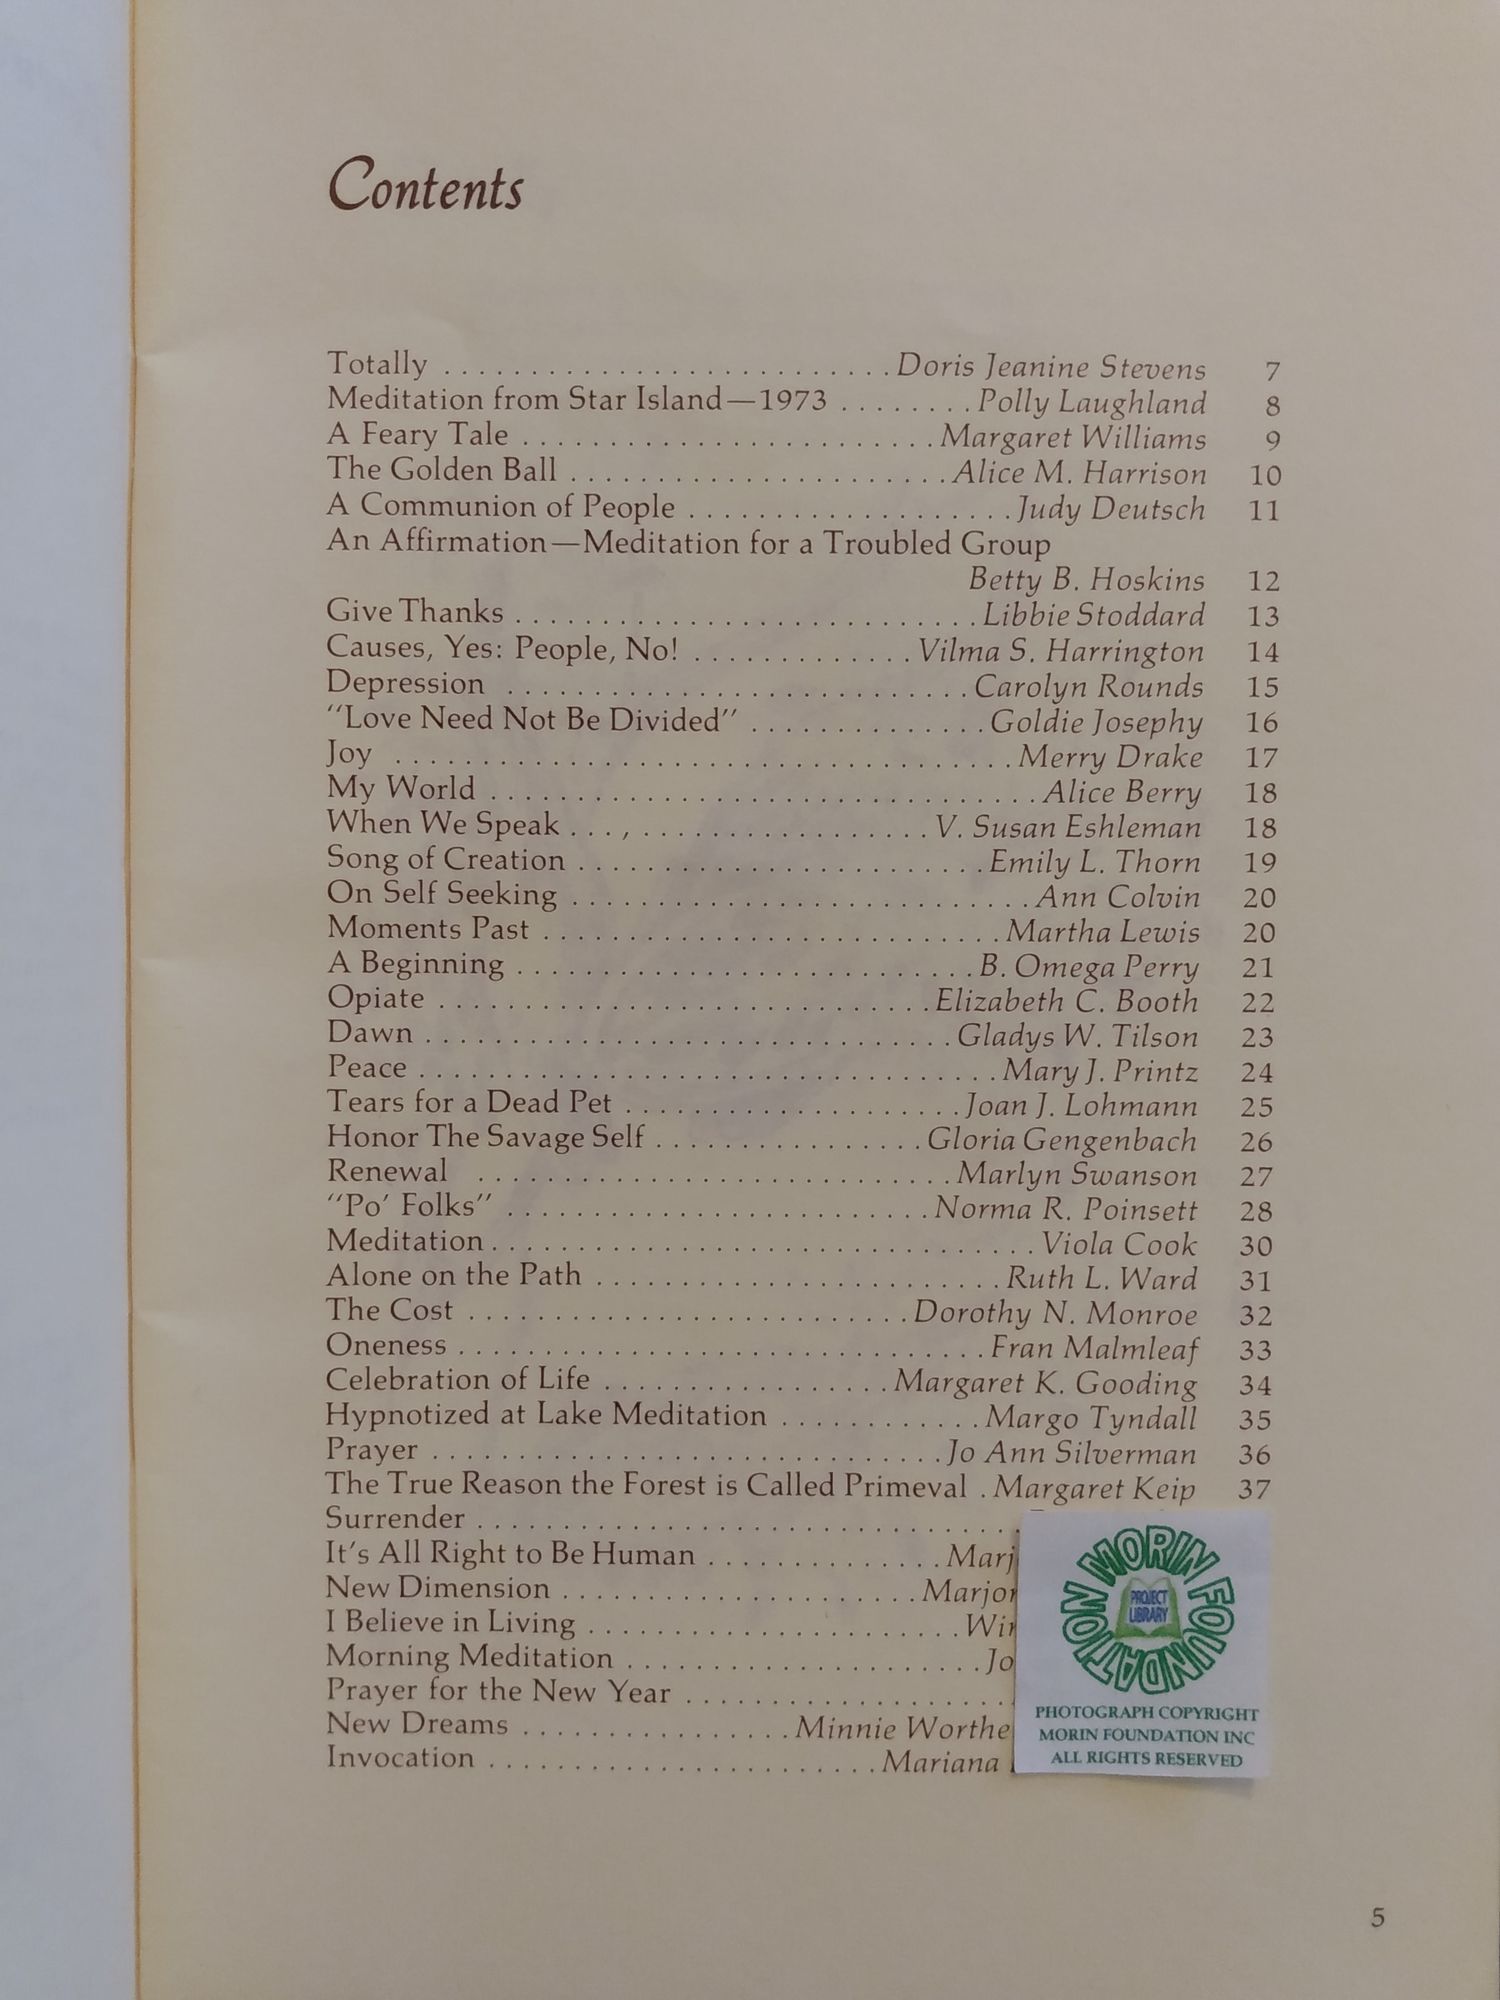 Contents
Totally . . . . . . . . . . . . . . . . . . . . . . . . . . Doris Jeanine Stevens 7
Meditation from Star Island—1973 . . . . . . . . Polly Laughland 8
A Feary Tale . . . . . . . . . . . . . . . . . . . . . . . . Margaret Williams 9
The Golden Ball . . . . . . . . . . . . . . . . . . . . . . Alice M. Harrison 10
A Communion of People . . . . . . . . . . . . . . . . . . . Judy Deutsch 11
An Affirmation—Meditation for a Troubled Group
Betty B. Hoskins 12
Give Thanks . . . . . . . . . . . . . . . . . . . . . . . . . . . Libbie Stoddard 13
Causes, Yes: People, No! . . . . . . . . . . . . . Vilma S. Harrington 14
Depression . . . . . . . . . . . . . . . . . . . . . . . . . . . Carolyn Rounds 15
"Love Need Not Be Divided" . . . . . . . . . . . . . . Goldie Josephy 16
Joy . . . . . . . . . . . . . . . . . . . . . . . . . . . . . . . . . . . . Merry Drake 17
My World . . . . . . . . . . . . . . . . . . . . . . . . . . . . . . . . Alice Berry 18
When We Speak . . . , . . . . . . . . . . . . . . . . . V. Susan Eshleman 18
Song of Creation . . . . . . . . . . . . . . . . . . . . . . . . Emily L. Thorn 19
On Self Seeking . . . . . . . . . . . . . . . . . . . . . . . . . . . Ann Colvin 20
Moments Past . . . . . . . . . . . . . . . . . . . . . . . . . . . Martha Lewis 20
A Beginning . . . . . . . . . . . . . . . . . . . . . . . . . . . B. Omega Perry 21
Opiate . . . . . . . . . . . . . . . . . . . . . . . . . . . . . Elizabeth C. Booth 22
Dawn . . . . . . . . . . . . . . . . . . . . . . . . . . . . . . . Gladys W. Tilson 23
Peace . . . . . . . . . . . . . . . . . . . . . . . . . . . . . . . . . . Mary J. Printz 24
Tears for a Dead Pet . . . . . . . . . . . . . . . . . . . . Joan J. Lohmann 25
Honor The Savage Self . . . . . . . . . . . . . . . . Gloria Gengenbach 26
Renewal . . . . . . . . . . . . . . . . . . . . . . . . . . . . Marlyn Swanson 27
"Po' Folks" . . . . . . . . . . . . . . . . . . . . . . . . . Norma R. Poinsett 28
Meditation . . . . . . . . . . . . . . . . . . . . . . . . . . . . . . . . Viola Cook 30
Alone on the Path . . . . . . . . . . . . . . . . . . . . . . . . Ruth L. Ward 31
The Cost . . . . . . . . . . . . . . . . . . . . . . . . . . Dorothy N. Monroe 32
Oneness . . . . . . . . . . . . . . . . . . . . . . . . . . . . . . . Fran Malmleaf 33
Celebration of Life . . . . . . . . . . . . . . . . . Margaret K. Gooding 34
Hypnotized at Lake Meditation . . . . . . . . . . . . Margo Tyndall 35
Prayer . . . . . . . . . . . . . . . . . . . . . . . . . . . . . . Jo Ann Silverman 36
The True Reason the Forest is Called Primeval . Margaret Keip 37
Surrender . . . . . . . . . . . . . . . . . . . . . . . . . . . . . . . .
It's All Right to Be Human . . . . . . . . . . . . . . Marj
New Dimension . . . . . . . . . . . . . . . . . . . . . Marjor
I Believe in Living . . . . . . . . . . . . . . . . . . . . . .
Morning Meditation . . . . . . . . . . . . . . . . . . . . . Jo
Prayer for the New Year . . . . . . . . . . . . . . . . . . . .
New Dreams . . . . . . . . . . . . . . . . Minnie Worthe
Invocation . . . . . . . . . . . . . . . . . . . . . . . Mariana
MORIN FOUNDATION
PROJECT
LIBRARY
PHOTOGRAPH COPYRIGHT
MORIN FOUNDATION INC
ALL RIGHTS RESERVED
5